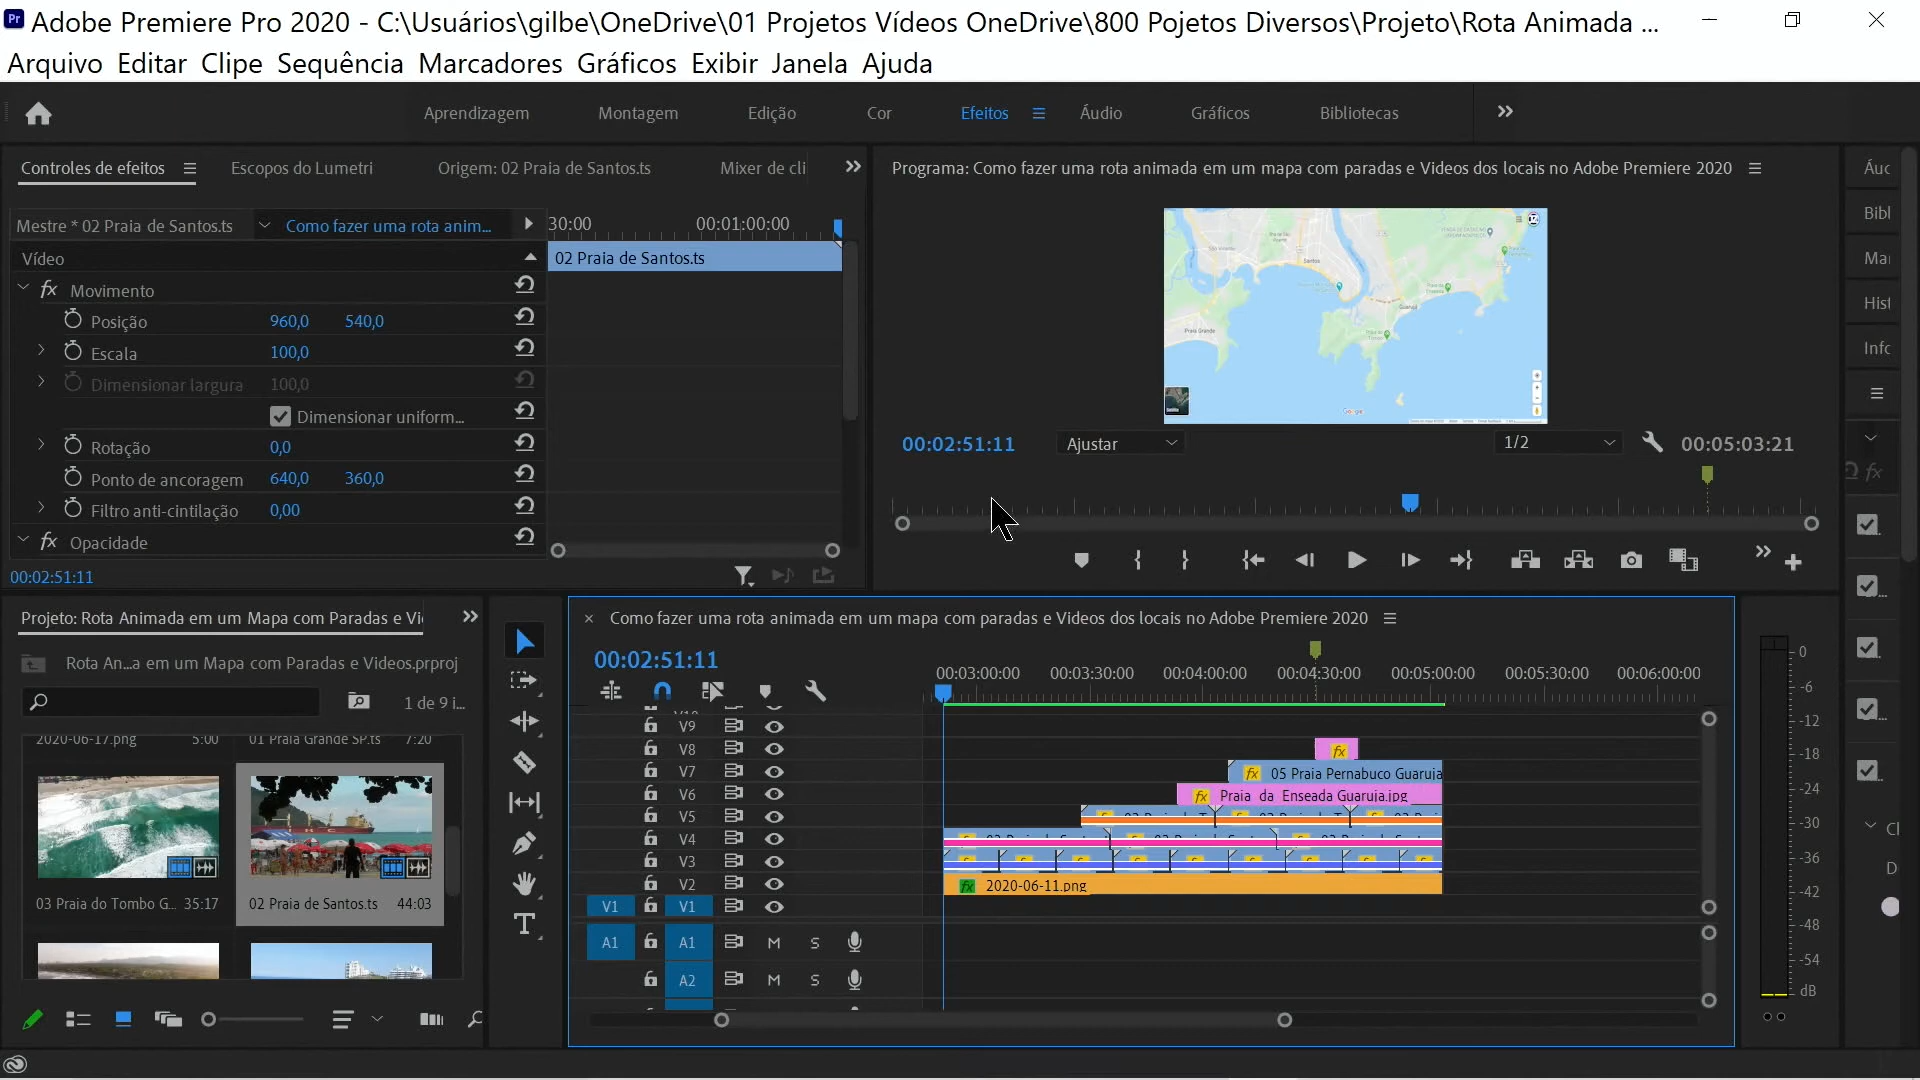 Adobe Premiere Pro 2020 - C:\Usuários\gilbe\OneDrive\01 Projetos Vídeos OneDrive\800 Pojetos Diversos\Projeto\Rota Animada ...
Arquivo Editar Clipe Sequência Marcadores Gráficos Exibir Janela Ajuda
Aprendizagem Montagem Edição Cor Efeitos Áudio Gráficos Bibliotecas
Controles de efeitos Escopos do Lumetri Origem: 02 Praia de Santos.ts Mixer de cli
Mestre * 02 Praia de Santos.ts Como fazer uma rota anim...
30:00 00:01:00:00
Vídeo
02 Praia de Santos.ts
fx Movimento
Posição 960,0 540,0
Escala 100,0
Dimensionar largura 100,0
Dimensionar uniform...
Rotação 0,0
Ponto de ancoragem 640,0 360,0
Filtro anti-cintilação 0,00
fx Opacidade
00:02:51:11
Programa: Como fazer uma rota animada em um mapa com paradas e Videos dos locais no Adobe Premiere 2020
Santos
Guarujá
Praia Grande
Google
00:02:51:11 Ajustar 1/2 00:05:03:21
Áuc
Bibl
Mai
Hist
Infc
fx
Projeto: Rota Animada em um Mapa com Paradas e Vi
Rota An...a em um Mapa com Paradas e Videos.prproj
1 de 9 i...
2020-06-17.png 5:00
01 Praia Grande SP.ts 7:20
03 Praia do Tombo G... 35:17
02 Praia de Santos.ts 44:03
Como fazer uma rota animada em um mapa com paradas e Videos dos locais no Adobe Premiere 2020
00:02:51:11
00:03:00:00 00:03:30:00 00:04:00:00 00:04:30:00 00:05:00:00 00:05:30:00 00:06:00:00
V9
V8 fx
V7 fx 05 Praia Pernabuco Guaruja
V6 fx Praia da Enseada Guaruja.jpg
V5
V4
V3
V2 fx 2020-06-11.png
V1 V1
A1 A1 M S
A2 M S
0
-6
-12
-18
-24
-30
-36
-42
-48
-54
dB
Cl
D